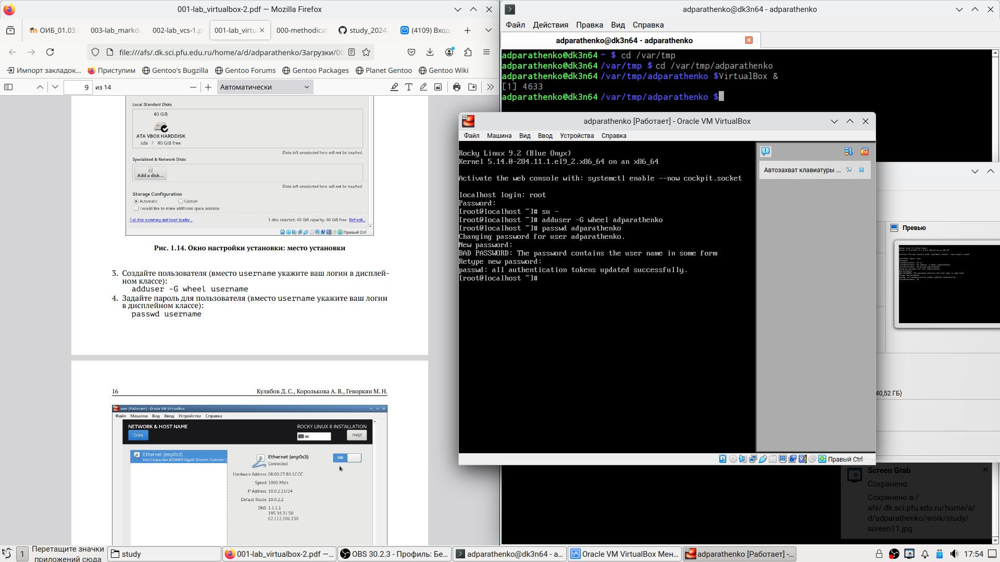 001-lab_virtualbox-2.pdf — Mozilla Firefox
ОИБ_01.03.0
003-lab_markdo
002-lab_vcs-1.p
001-lab_virtu
000-methodical
study_2024-
(4109) Вход
file:///afs/.dk.sci.pfu.edu.ru/home/a/d/adparathenko/Загрузки/00
Импорт закладок...
Приступим
Gentoo's Bugzilla
Gentoo Forums
Gentoo Packages
Planet Gentoo
Gentoo Wiki
9
из 14
Автоматически
Local Standard Disks
40 GiB
ATA VBOX HARDDISK
sda / 40 GiB free
Disks left unselected here will not be touched.
Specialized & Network Disks
Add a disk...
Disks left unselected here will not be touched.
Storage Configuration
Automatic
Custom
I would like to make additional space available.
Full disk summary and boot loader...
1 disk selected; 40 GiB capacity; 40 GiB free
Refresh...
Правый Ctrl
Рис. 1.14. Окно настройки установки: место установки
3. Создайте пользователя (вместо username укажите ваш логин в дисплей-
ном классе):
adduser -G wheel username
4. Задайте пароль для пользователя (вместо username укажите ваш логин
в дисплейном классе):
passwd username
16
Кулябов Д. С., Королькова А. В., Геворкян М. Н.
user [Работает] - Oracle VM VirtualBox
Файл Машина Вид Ввод Устройства Справка
NETWORK & HOST NAME
ROCKY LINUX 8 INSTALLATION
Done
us
Help!
Ethernet (enp0s3)
Intel Corporation 82540EM Gigabit Ethernet Controller (
Ethernet (enp0s3)
Connected
ON
Hardware Address 08:00:27:80:1C:CC
Speed 1000 Mb/s
IP Address 10.0.2.15/24
Default Route 10.0.2.2
DNS 1.1.1.1
195.34.31.50
62.112.106.130
adparathenko@dk3n64 - adparathenko
Файл Действия Правка Вид Справка
adparathenko@dk3n64 - adparathenko
adparathenko@dk3n64 ~ $ cd /var/tmp
adparathenko@dk3n64 /var/tmp $ cd /var/tmp/adparathenko
adparathenko@dk3n64 /var/tmp/adparathenko $VirtualBox &
[1] 4633
adparathenko@dk3n64 /var/tmp/adparathenko $
adparathenko [Работает] - Oracle VM VirtualBox
Файл Машина Вид Ввод Устройства Справка
Rocky Linux 9.2 (Blue Onyx)
Kernel 5.14.0-284.11.1.el9_2.x86_64 on an x86_64
Activate the web console with: systemctl enable --now cockpit.socket
localhost login: root
Password:
[root@localhost ~]# su -
[root@localhost ~]# adduser -G wheel adparathenko
[root@localhost ~]# passwd adparathenko
Changing password for user adparathenko.
New password:
BAD PASSWORD: The password contains the user name in some form
Retype new password:
passwd: all authentication tokens updated successfully.
[root@localhost ~]#
Автозахват клавиатуры ...
Правый Ctrl
Превью
40,52 ГБ)
Screen Grab
Сохранено
Сохранено в /
afs/.dk.sci.pfu.edu.ru/home/a/
d/adparathenko/work/study/
screen11.jpg
1
Перетащите значки
приложений сюда
study
001-lab_virtualbox-2.pdf —...
OBS 30.2.3 - Профиль: Бе...
adparathenko@dk3n64 - a...
Oracle VM VirtualBox Мен...
adparathenko [Работает] -...
17:54